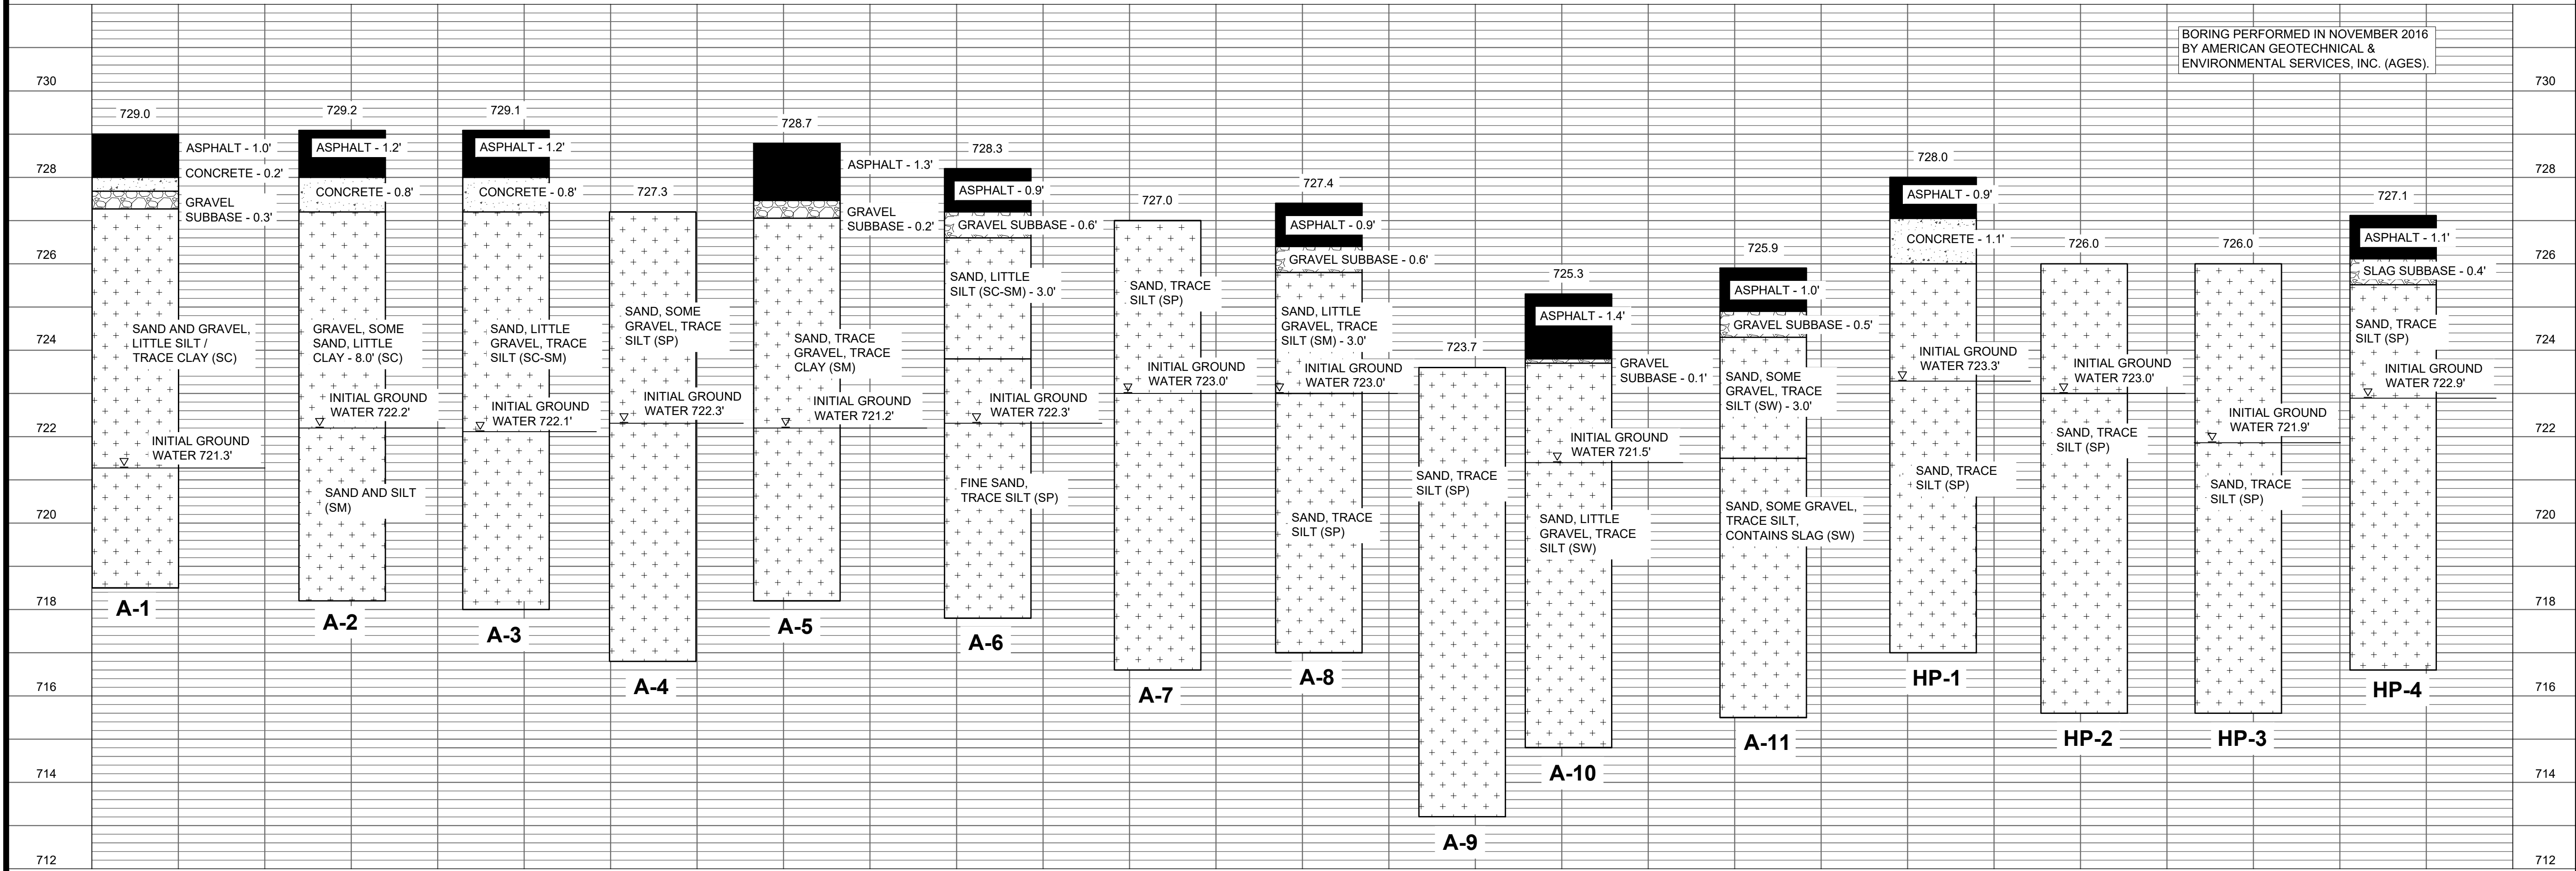 BORING PERFORMED IN NOVEMBER 2016
BY AMERICAN GEOTECHNICAL &
ENVIRONMENTAL SERVICES, INC. (AGES).
730
728
726
724
722
720
718
716
714
712
729.0
ASPHALT - 1.0'
CONCRETE - 0.2'
GRAVEL
SUBBASE - 0.3'
SAND AND GRAVEL,
LITTLE SILT /
TRACE CLAY (SC)
INITIAL GROUND
WATER 721.3'
A-1
729.2
ASPHALT - 1.2'
CONCRETE - 0.8'
GRAVEL, SOME
SAND, LITTLE
CLAY - 8.0' (SC)
INITIAL GROUND
WATER 722.2'
SAND AND SILT
(SM)
A-2
729.1
ASPHALT - 1.2'
CONCRETE - 0.8'
SAND, LITTLE
GRAVEL, TRACE
SILT (SC-SM)
INITIAL GROUND
WATER 722.1'
A-3
727.3
SAND, SOME
GRAVEL, TRACE
SILT (SP)
INITIAL GROUND
WATER 722.3'
A-4
728.7
ASPHALT - 1.3'
GRAVEL
SUBBASE - 0.2'
SAND, TRACE
GRAVEL, TRACE
CLAY (SM)
INITIAL GROUND
WATER 721.2'
A-5
728.3
ASPHALT - 0.9'
GRAVEL SUBBASE - 0.6'
SAND, LITTLE
SILT (SC-SM) - 3.0'
INITIAL GROUND
WATER 722.3'
FINE SAND,
TRACE SILT (SP)
A-6
727.0
SAND, TRACE
SILT (SP)
INITIAL GROUND
WATER 723.0'
A-7
727.4
ASPHALT - 0.9'
GRAVEL SUBBASE - 0.6'
SAND, LITTLE
GRAVEL, TRACE
SILT (SM) - 3.0'
INITIAL GROUND
WATER 723.0'
SAND, TRACE
SILT (SP)
A-8
723.7
SAND, TRACE
SILT (SP)
A-9
725.3
ASPHALT - 1.4'
GRAVEL
SUBBASE - 0.1'
INITIAL GROUND
WATER 721.5'
SAND, LITTLE
GRAVEL, TRACE
SILT (SW)
A-10
725.9
ASPHALT - 1.0'
GRAVEL SUBBASE - 0.5'
SAND, SOME
GRAVEL, TRACE
SILT (SW) - 3.0'
SAND, SOME GRAVEL,
TRACE SILT,
CONTAINS SLAG (SW)
A-11
728.0
ASPHALT - 0.9'
CONCRETE - 1.1'
INITIAL GROUND
WATER 723.3'
SAND, TRACE
SILT (SP)
HP-1
726.0
INITIAL GROUND
WATER 723.0'
SAND, TRACE
SILT (SP)
HP-2
726.0
INITIAL GROUND
WATER 721.9'
SAND, TRACE
SILT (SP)
HP-3
727.1
ASPHALT - 1.1'
SLAG SUBBASE - 0.4'
SAND, TRACE
SILT (SP)
INITIAL GROUND
WATER 722.9'
HP-4
730
728
726
724
722
720
718
716
714
712